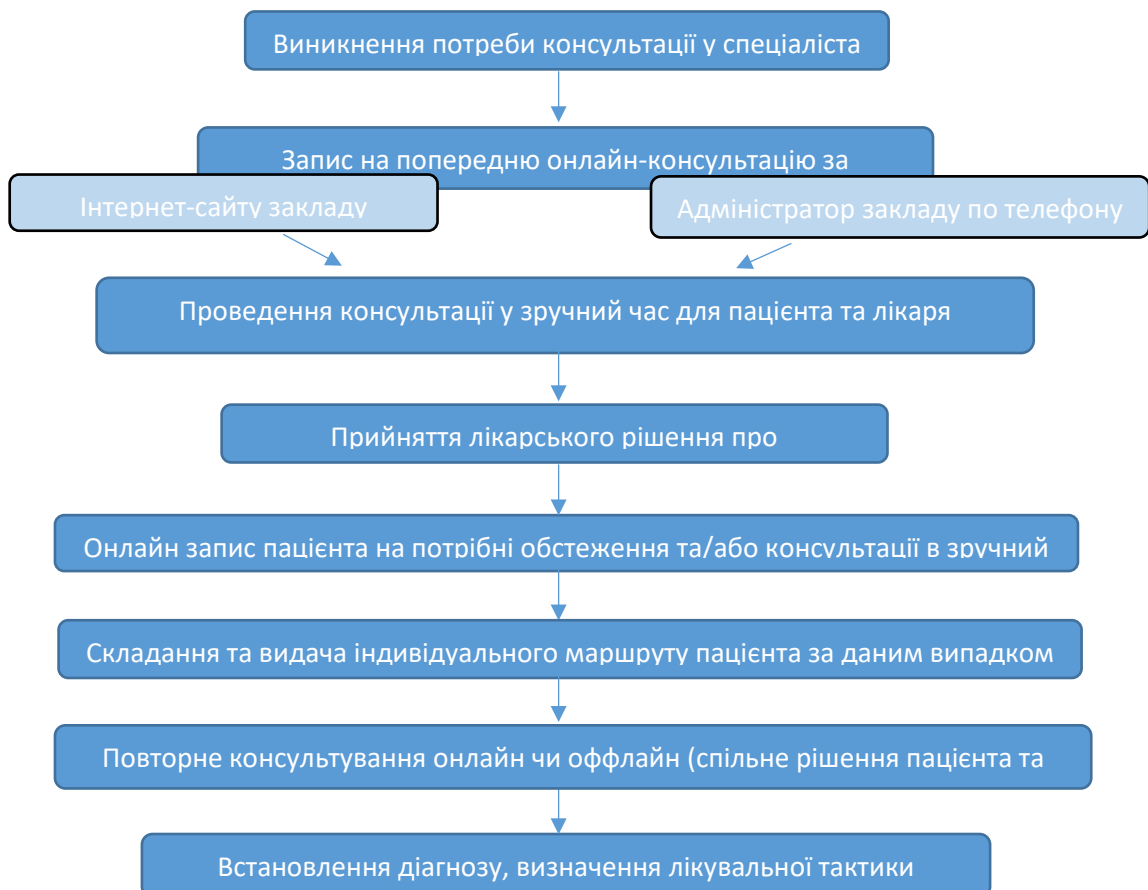 Виникнення потреби консультації у спеціаліста
Запис на попередню онлайн-консультацію за
Інтернет-сайту закладу
Адміністратор закладу по телефону
Проведення консультації у зручний час для пацієнта та лікаря
Прийняття лікарського рішення про
Онлайн запис пацієнта на потрібні обстеження та/або консультації в зручний
Складання та видача індивідуального маршруту пацієнта за даним випадком
Повторне консультування онлайн чи оффлайн (спільне рішення пацієнта та
Встановлення діагнозу, визначення лікувальної тактики